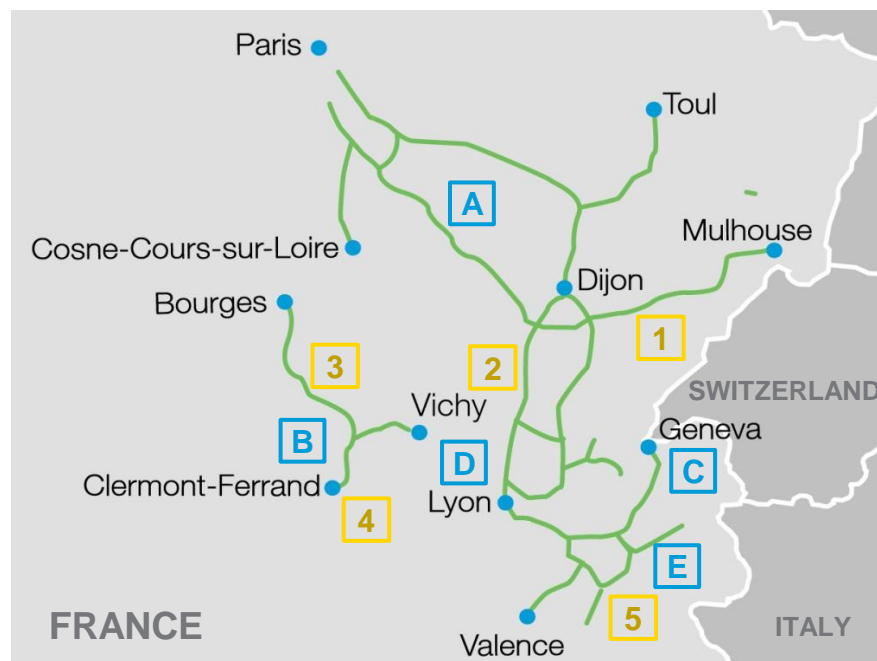 Paris
Toul
A
Mulhouse
Cosne-Cours-sur-Loire
Dijon
Bourges
1
2
3
SWITZERLAND
Vichy
Geneva
B
D
C
Clermont-Ferrand
Lyon
4
E
5
FRANCE
ITALY
Valence